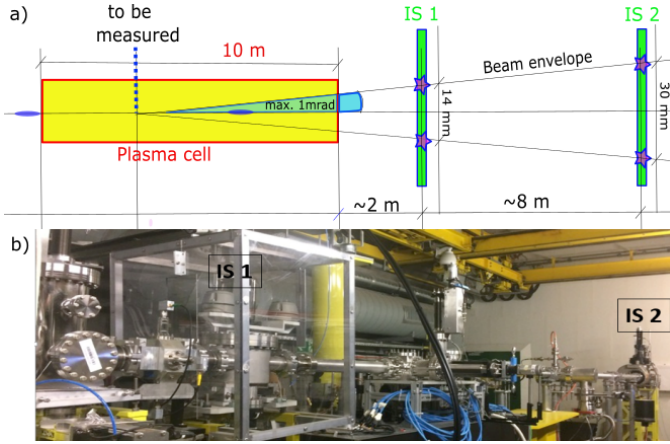 a)
to be
measured
IS 1
IS 2
10 m
Beam envelope
max. 1mrad
14 mm
30 mm
Plasma cell
~2 m
~8 m
b)
IS 1
IS 2